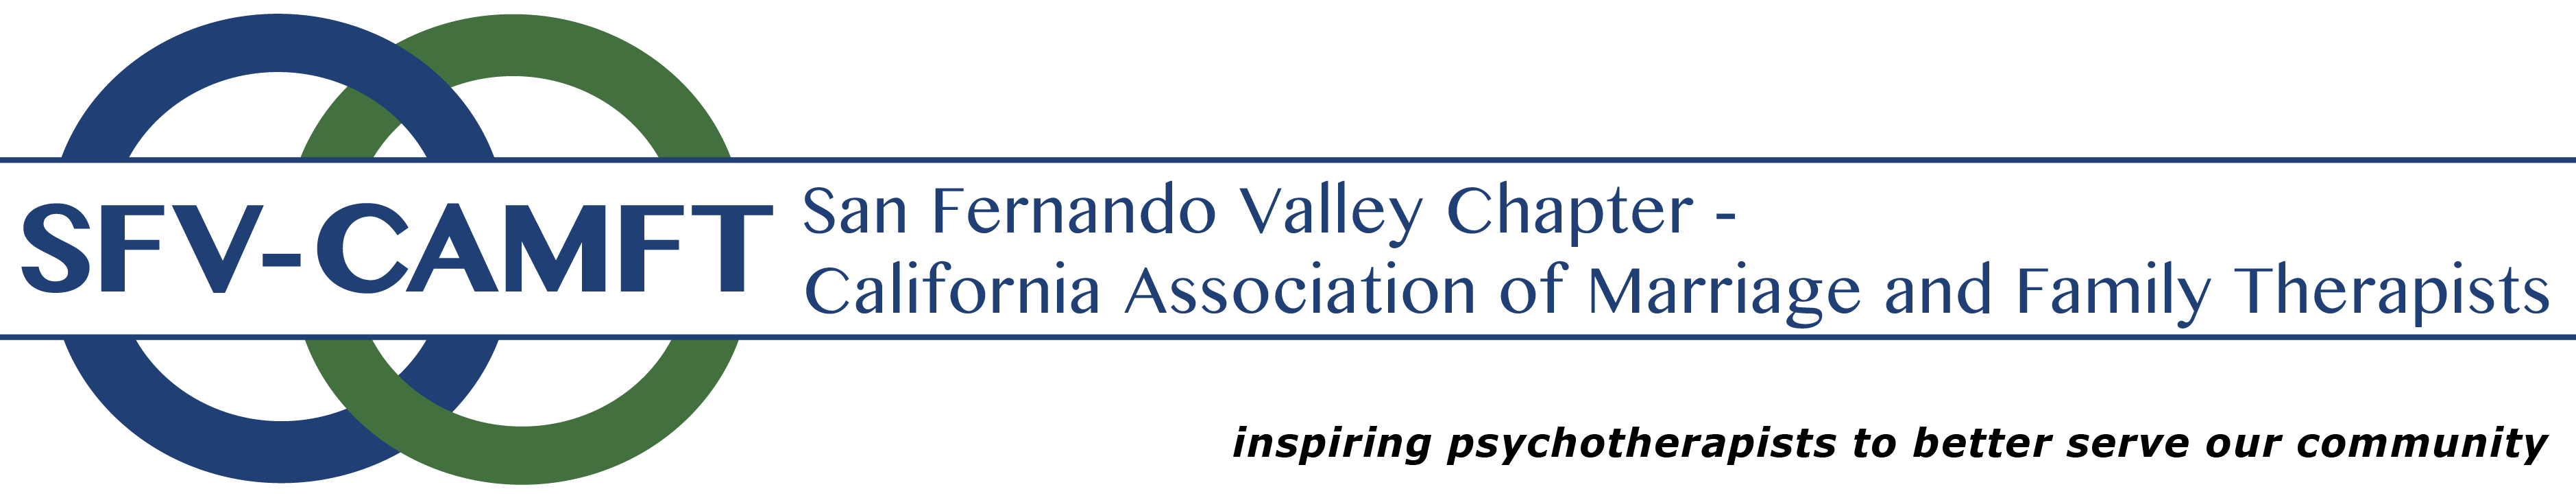 SFV-CAMFT
San Fernando Valley Chapter -
California Association of Marriage and Family Therapists
inspiring psychotherapists to better serve our community